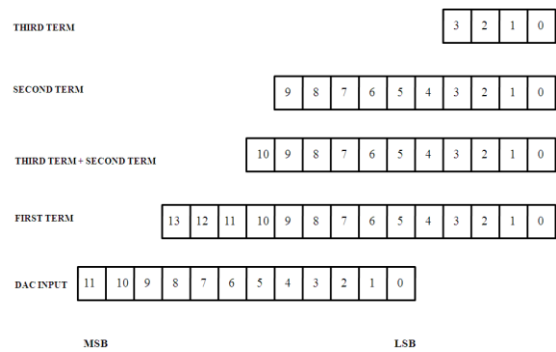 THIRD TERM 3 2 1 0
SECOND TERM 9 8 7 6 5 4 3 2 1 0
THIRD TERM + SECOND TERM 10 9 8 7 6 5 4 3 2 1 0
FIRST TERM 13 12 11 10 9 8 7 6 5 4 3 2 1 0
DAC INPUT 11 10 9 8 7 6 5 4 3 2 1 0
MSB LSB